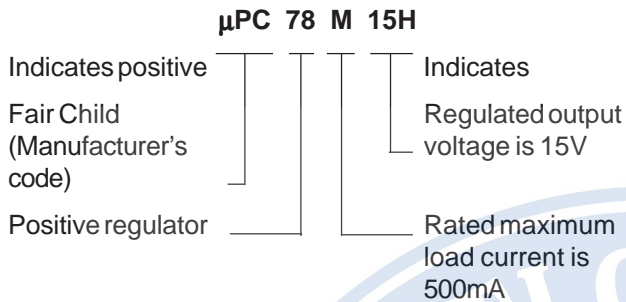 μPC 78 M 15H
Indicates positive
Fair Child
(Manufacturer's
code)
Positive regulator
Indicates
Regulated output
voltage is 15V
Rated maximum
load current is
500mA